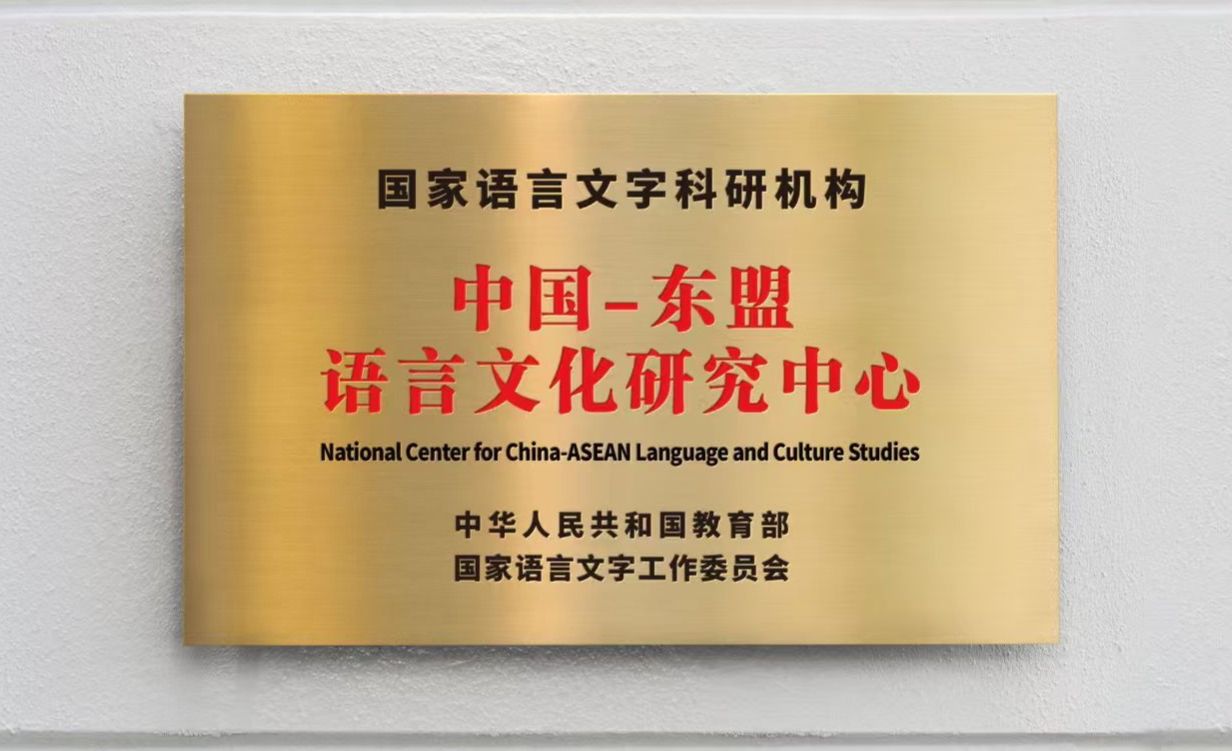 国家语言文字科研机构
中国-东盟
语言文化研究中心
National Center for China-ASEAN Language and Culture Studies
中华人民共和国教育部
国家语言文字工作委员会